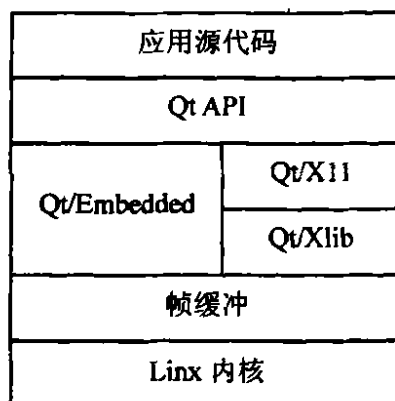 应用源代码
Qt API
Qt/Embedded
Qt/X11
Qt/Xlib
帧缓冲
Linx 内核